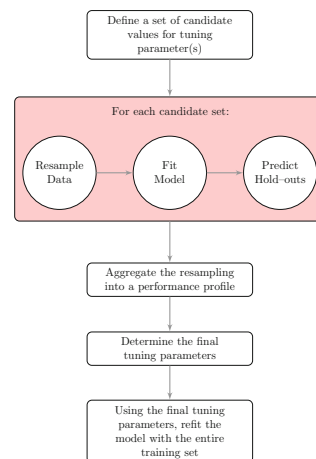 Define a set of candidate
values for tuning
parameter(s)
For each candidate set:
Resample
Data
Fit
Model
Predict
Hold–outs
Aggregate the resampling
into a performance profile
Determine the final
tuning parameters
Using the final tuning
parameters, refit the
model with the entire
training set